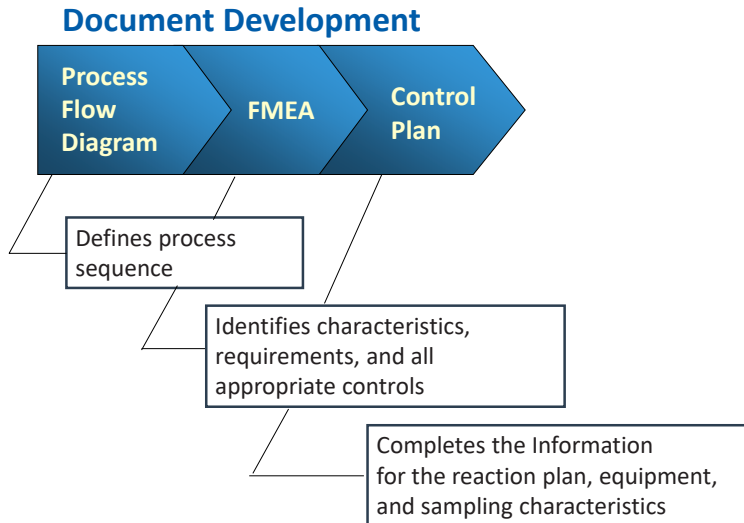 Document Development
Process
Flow
Diagram
FMEA
Control
Plan
Defines process
sequence
Identifies characteristics,
requirements, and all
appropriate controls
Completes the Information
for the reaction plan, equipment,
and sampling characteristics